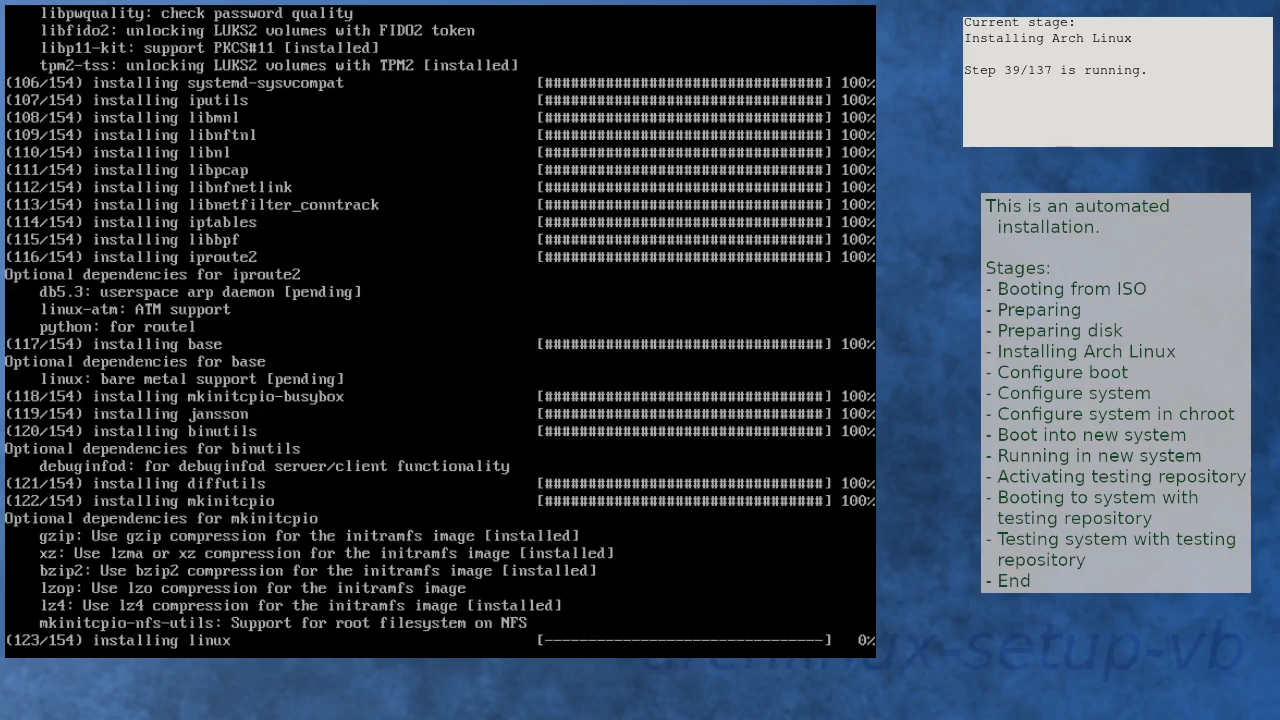 libpwquality: check password quality
libfido2: unlocking LUKS2 volumes with FIDO2 token
libp11-kit: support PKCS#11 [installed]
tpm2-tss: unlocking LUKS2 volumes with TPM2 [installed]
(106/154) installing systemd-sysvcompat [################################] 100%
(107/154) installing iputils [################################] 100%
(108/154) installing libmnl [################################] 100%
(109/154) installing libnftnl [################################] 100%
(110/154) installing libnl [################################] 100%
(111/154) installing libpcap [################################] 100%
(112/154) installing libnfnetlink [################################] 100%
(113/154) installing libnetfilter_conntrack [################################] 100%
(114/154) installing iptables [################################] 100%
(115/154) installing libbpf [################################] 100%
(116/154) installing iproute2 [################################] 100%
Optional dependencies for iproute2
db5.3: userspace arp daemon [pending]
linux-atm: ATM support
python: for routel
(117/154) installing base [################################] 100%
Optional dependencies for base
linux: bare metal support [pending]
(118/154) installing mkinitcpio-busybox [################################] 100%
(119/154) installing jansson [################################] 100%
(120/154) installing binutils [################################] 100%
Optional dependencies for binutils
debuginfod: for debuginfod server/client functionality
(121/154) installing diffutils [################################] 100%
(122/154) installing mkinitcpio [################################] 100%
Optional dependencies for mkinitcpio
gzip: Use gzip compression for the initramfs image [installed]
xz: Use lzma or xz compression for the initramfs image [installed]
bzip2: Use bzip2 compression for the initramfs image [installed]
lzop: Use lzo compression for the initramfs image
lz4: Use lz4 compression for the initramfs image [installed]
mkinitcpio-nfs-utils: Support for root filesystem on NFS
(123/154) installing linux [--------------------------------] 0%
Current stage:
Installing Arch Linux
Step 39/137 is running.
This is an automated
installation.
Stages:
- Booting from ISO
- Preparing
- Preparing disk
- Installing Arch Linux
- Configure boot
- Configure system
- Configure system in chroot
- Boot into new system
- Running in new system
- Activating testing repository
- Booting to system with
testing repository
- Testing system with testing
repository
- End
archlinux-setup-vb